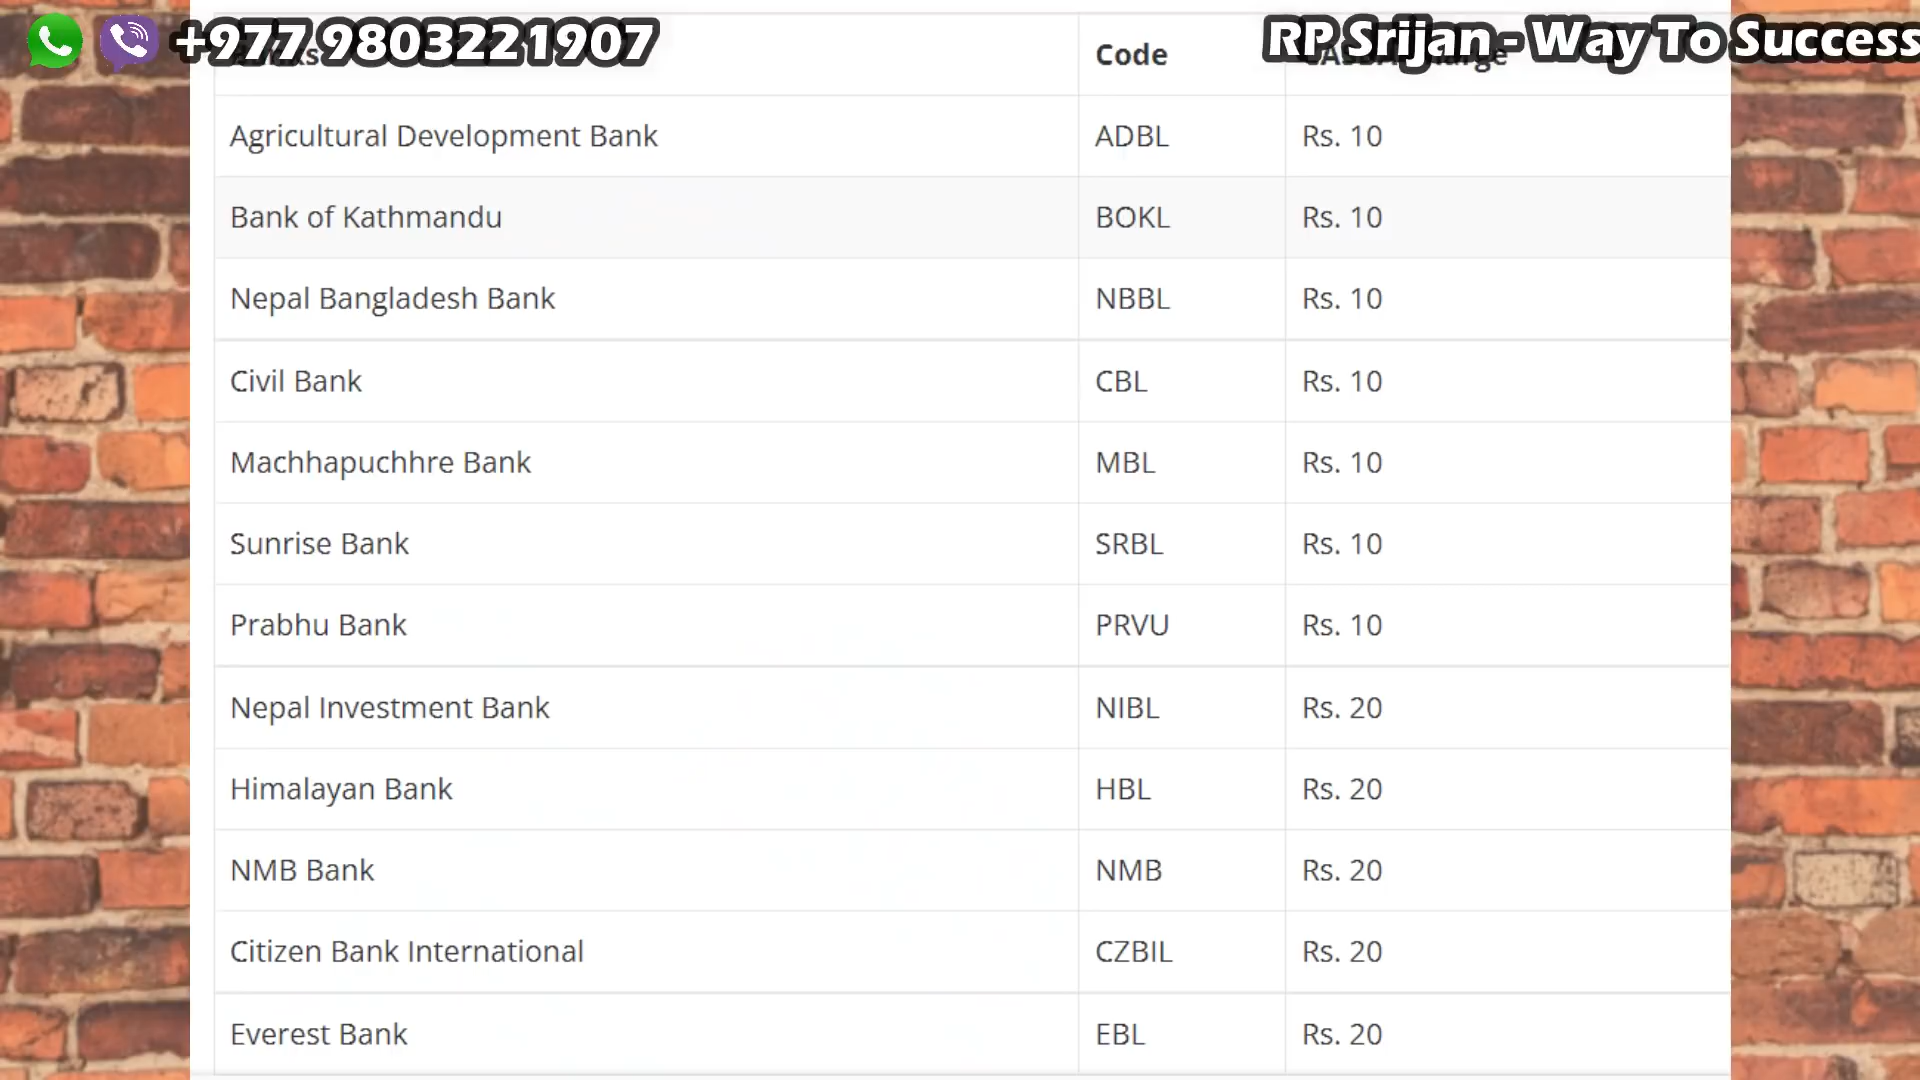 +977 9803221907
RP Srijan - Way To Success
Banks Code
Agricultural Development Bank ADBL Rs. 10
Bank of Kathmandu BOKL Rs. 10
Nepal Bangladesh Bank NBBL Rs. 10
Civil Bank CBL Rs. 10
Machhapuchhre Bank MBL Rs. 10
Sunrise Bank SRBL Rs. 10
Prabhu Bank PRVU Rs. 10
Nepal Investment Bank NIBL Rs. 20
Himalayan Bank HBL Rs. 20
NMB Bank NMB Rs. 20
Citizen Bank International CZBIL Rs. 20
Everest Bank EBL Rs. 20